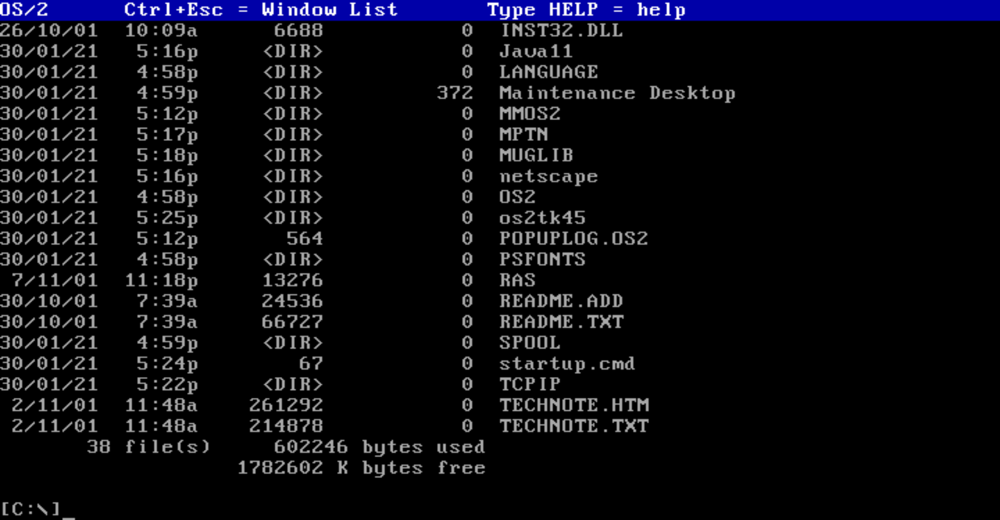 OS/2      Ctrl+Esc = Window List       Type HELP = help
26/10/01  10:09a      6688           0  INST32.DLL
30/01/21   5:16p     <DIR>           0  Java11
30/01/21   4:58p     <DIR>           0  LANGUAGE
30/01/21   4:59p     <DIR>         372  Maintenance Desktop
30/01/21   5:12p     <DIR>           0  MMOS2
30/01/21   5:17p     <DIR>           0  MPTN
30/01/21   5:18p     <DIR>           0  MUGLIB
30/01/21   5:16p     <DIR>           0  netscape
30/01/21   4:58p     <DIR>           0  OS2
30/01/21   5:25p     <DIR>           0  os2tk45
30/01/21   5:12p       564           0  POPUPLOG.OS2
30/01/21   4:58p     <DIR>           0  PSFONTS
 7/11/01  11:18p     13276           0  RAS
30/10/01   7:39a     24536           0  README.ADD
30/10/01   7:39a     66727           0  README.TXT
30/01/21   4:59p     <DIR>           0  SPOOL
30/01/21   5:24p        67           0  startup.cmd
30/01/21   5:22p     <DIR>           0  TCPIP
 2/11/01  11:48a    261292           0  TECHNOTE.HTM
 2/11/01  11:48a    214878           0  TECHNOTE.TXT
       38 file(s)     602246 bytes used
                   1782602 K bytes free
[C:\]_